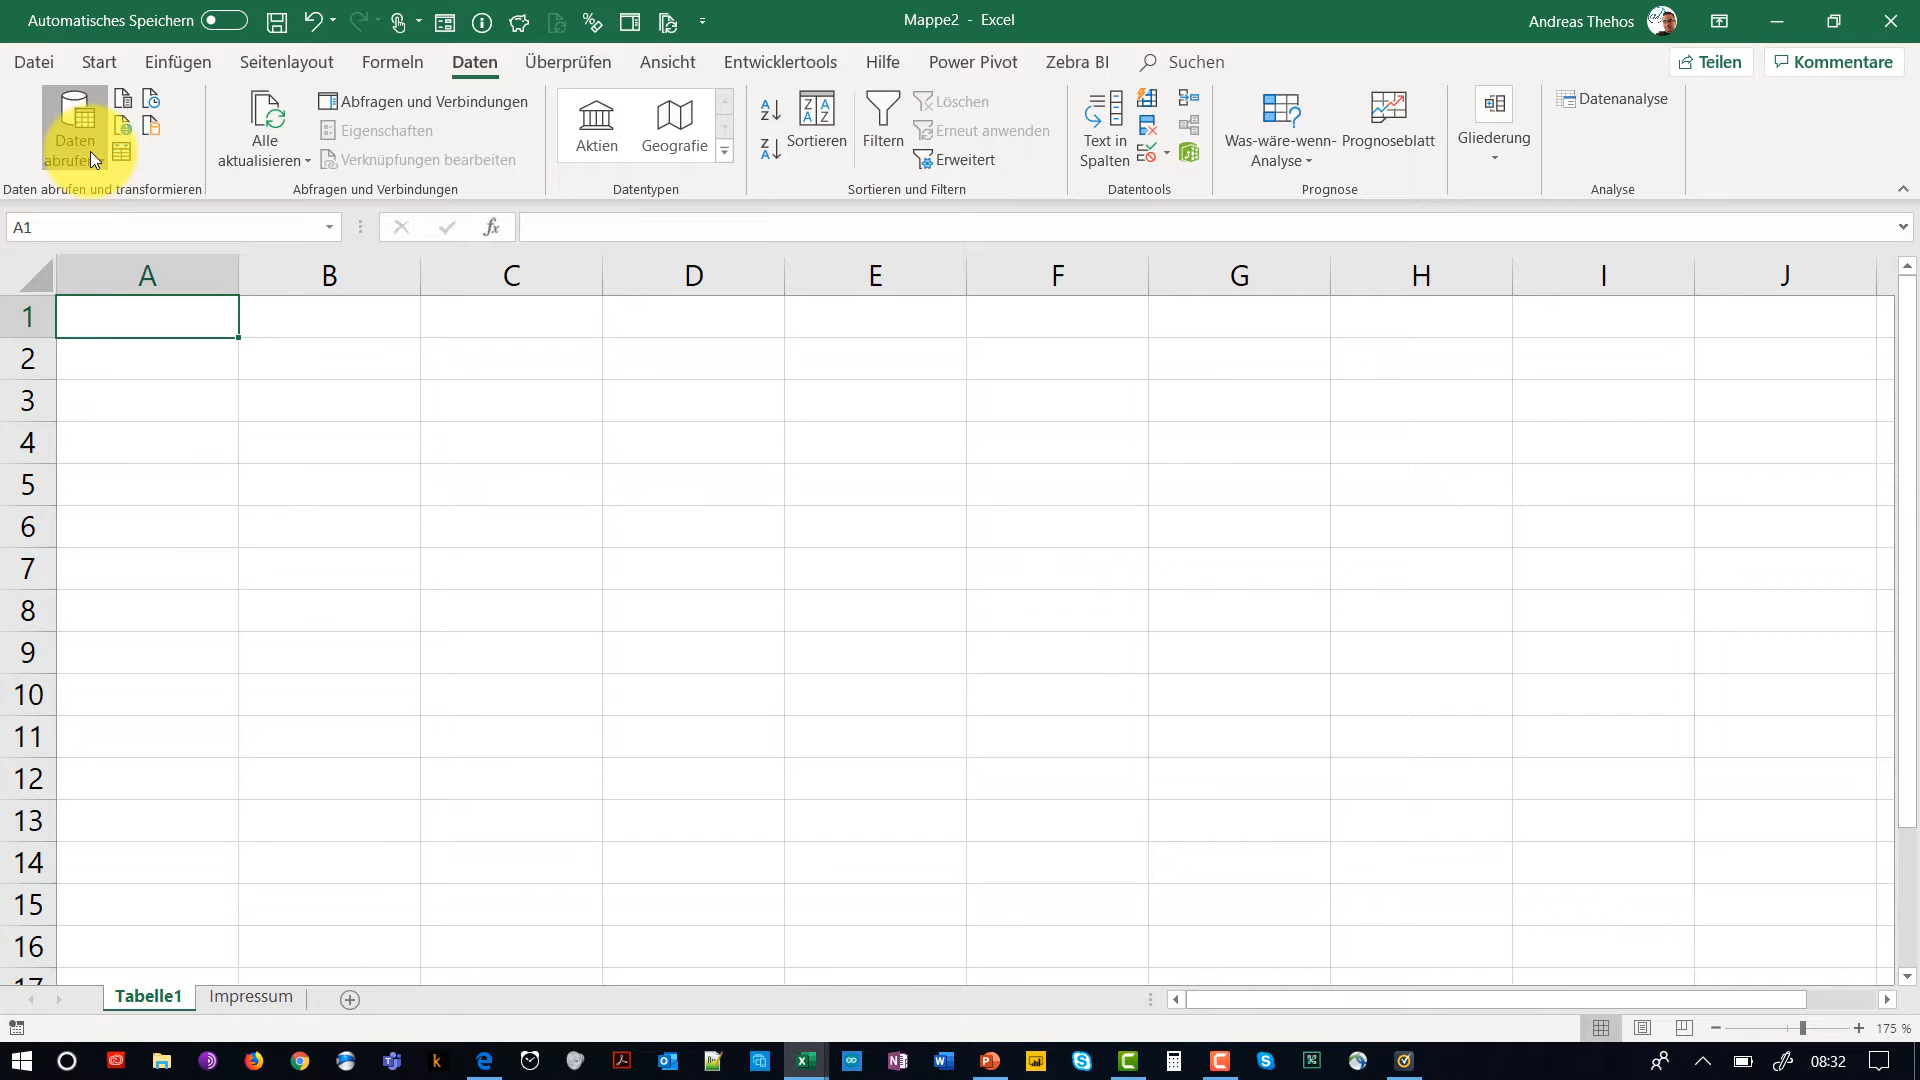 Automatisches Speichern
Mappe2 - Excel
Andreas Thehos
Datei Start Einfügen Seitenlayout Formeln Daten Überprüfen Ansicht Entwicklertools Hilfe Power Pivot Zebra BI Suchen
Teilen
Kommentare
Daten
abrufen
Daten abrufen und transformieren
Alle
aktualisieren
Abfragen und Verbindungen
Eigenschaften
Verknüpfungen bearbeiten
Abfragen und Verbindungen
Aktien
Geografie
Datentypen
Sortieren
Filtern
Löschen
Erneut anwenden
Erweitert
Sortieren und Filtern
Text in
Spalten
Datentools
Was-wäre-wenn-
Analyse
Prognoseblatt
Prognose
Gliederung
Datenanalyse
Analyse
A1
fx
A B C D E F G H I J
1
2
3
4
5
6
7
8
9
10
11
12
13
14
15
16
17
Tabelle1 Impressum
175 %
08:32